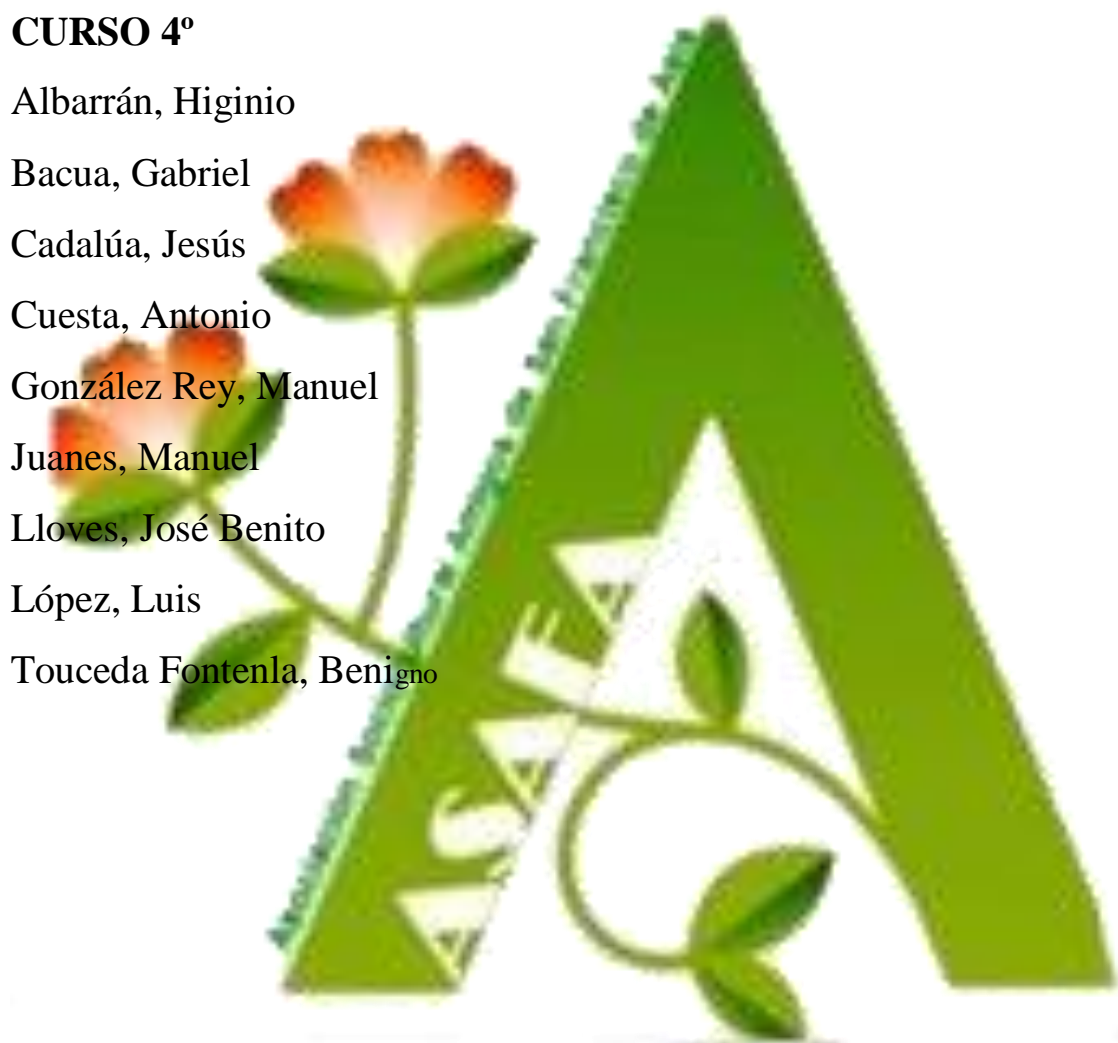 CURSO 4º
Albarrán, Higinio
Bacua, Gabriel
Cadalúa, Jesús
Cuesta, Antonio
González Rey, Manuel
Juanes, Manuel
Lloves, José Benito
López, Luis
Touceda Fontenla, Benigno
ASAFA